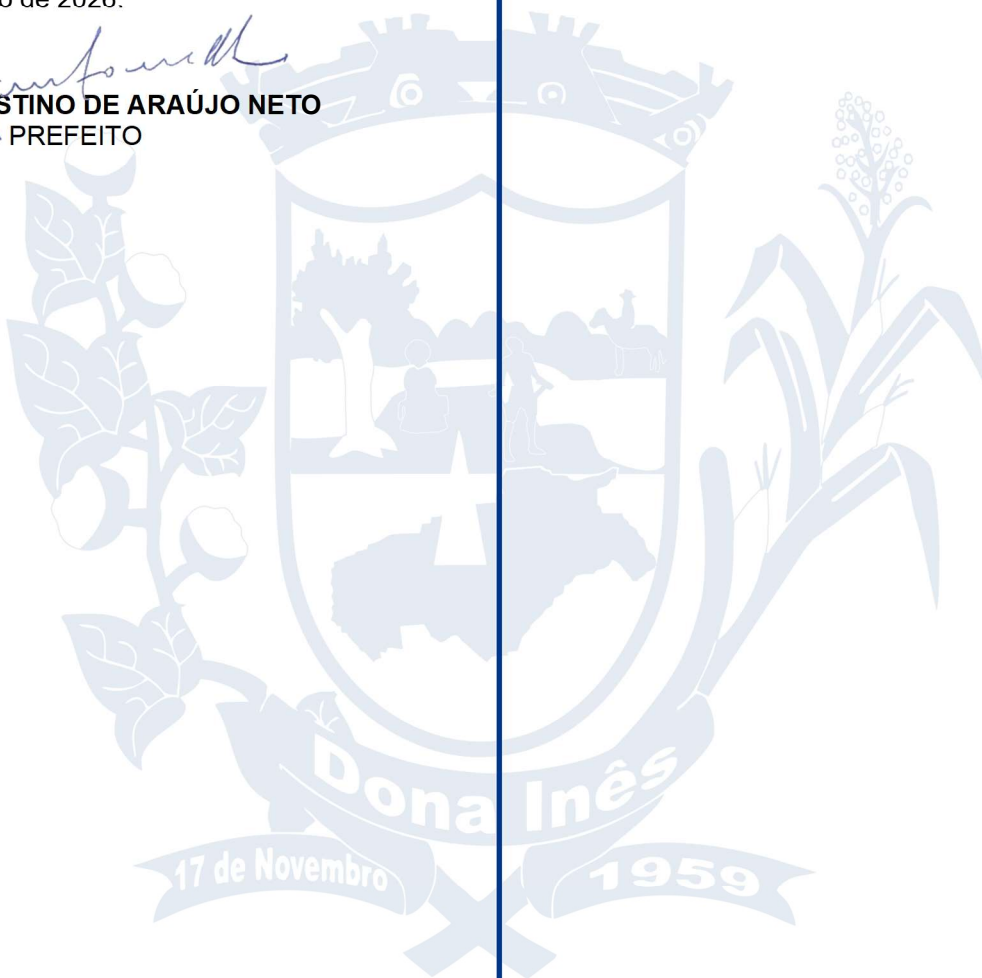 de 2026.
STINO DE ARAÚJO NETO
- PREFEITO
Dona Inês
17 de Novembro 1959